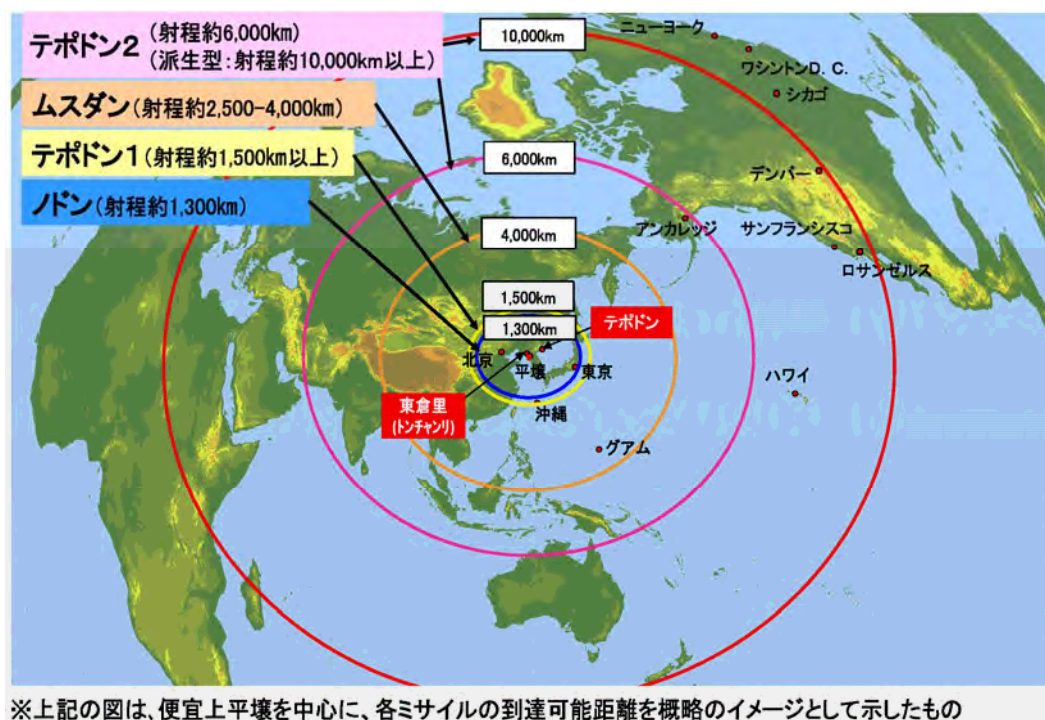 テポドン2 (射程約6,000km)
(派生型:射程約10,000km以上)
ムスダン(射程約2,500-4,000km)
テポドン1(射程約1,500km以上)
ノドン(射程約1,300km)
10,000km
ニューヨーク
ワシントンD.C.
シカゴ
6,000km
デンバー
4,000km
アンカレッジ
サンフランシスコ
ロサンゼルス
1,500km
1,300km
テポドン
北京
平壌
東京
ハワイ
東倉里
(トンチャンリ)
沖縄
グアム
※上記の図は、便宜上平壌を中心に、各ミサイルの到達可能距離を概略のイメージとして示したもの